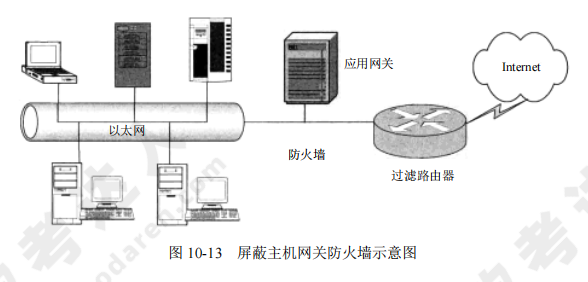 应用网关
Internet
以太网
防火墙
过滤路由器
图 10-13 屏蔽主机网关防火墙示意图